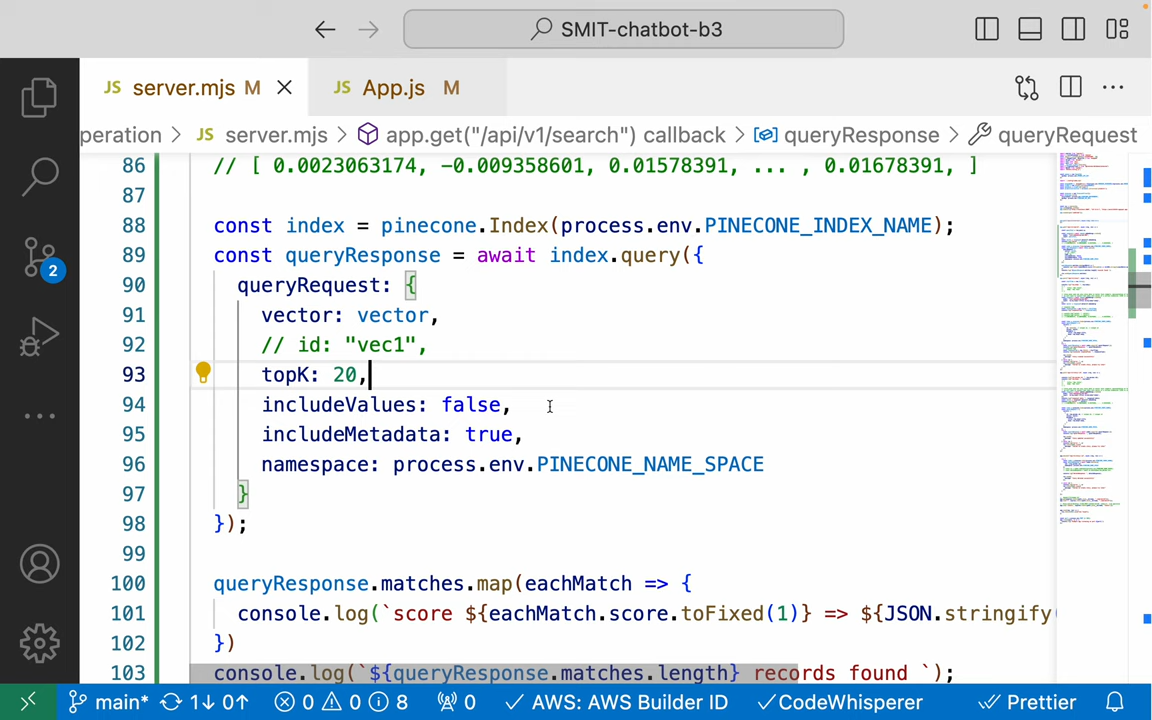 SMIT-chatbot-b3
JS server.mjs M
JS App.js M
peration > JS server.mjs > app.get("/api/v1/search") callback > queryResponse > queryRequest
86 // [ 0.0023063174, -0.009358601, 0.01578391, ... , 0.01678391, ]
87
88 const index = pinecone.Index(process.env.PINECONE_INDEX_NAME);
89 const queryResponse = await index.query({
90 queryRequest: {
91 vector: vector,
92 // id: "vec1",
93 topK: 20,
94 includeValues: false,
95 includeMetadata: true,
96 namespace: process.env.PINECONE_NAME_SPACE
97 }
98 });
99
100 queryResponse.matches.map(eachMatch => {
101 console.log(`score ${eachMatch.score.toFixed(1)} => ${JSON.stringify(
102 })
103 console.log(`${queryResponse.matches.length} records found `);
2
main* 1↓ 0↑ 0 0 8 0 AWS: AWS Builder ID CodeWhisperer Prettier